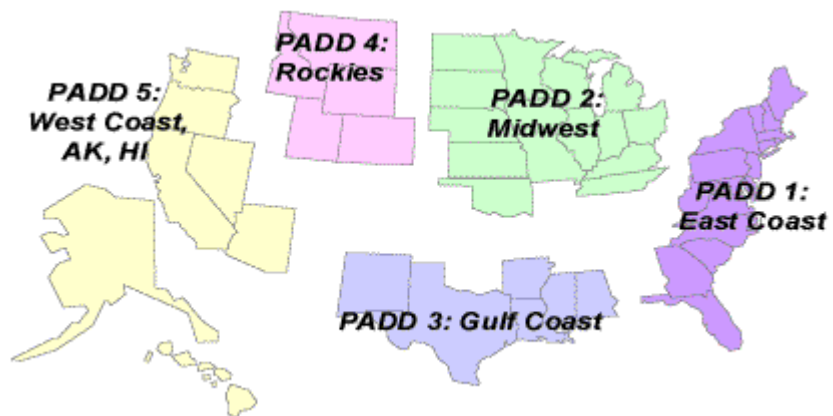 PADD 4:
Rockies
PADD 5:
West Coast,
AK, HI
PADD 2:
Midwest
PADD 1:
East Coast
PADD 3: Gulf Coast